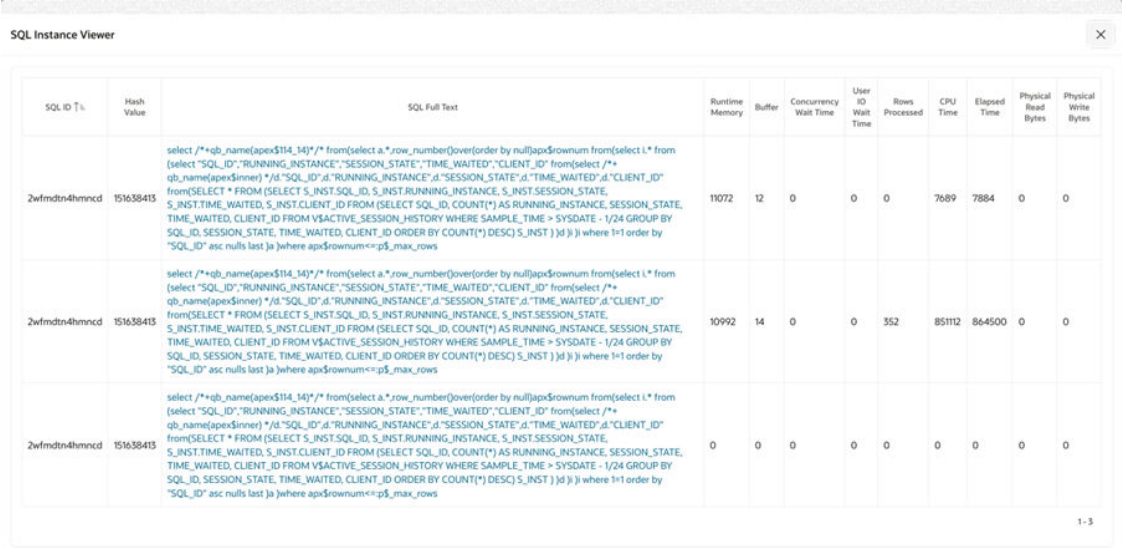 SQL Instance Viewer
SQL ID
Hash
Value
SQL Full Text
Runtime
Memory
Buffer
Concurrency
Wait Time
User
IO
Wait
Time
Rows
Processed
CPU
Time
Elapsed
Time
Physical
Read
Bytes
Physical
Write
Bytes
select /*+qb_name(apex$114_14)*/* from(select a.*,row_number()over(order by null)apx$rownum from(select i.* from
(select "SQL_ID","RUNNING_INSTANCE","SESSION_STATE","TIME_WAITED","CLIENT_ID" from(select /*+
qb_name(apex$inner) */d."SQL_ID",d."RUNNING_INSTANCE",d."SESSION_STATE",d."TIME_WAITED",d."CLIENT_ID"
from(SELECT * FROM (SELECT S_INST.SQL_ID, S_INST.RUNNING_INSTANCE, S_INST.SESSION_STATE,
2wfmdtn4hmncd 151638413 S_INST.TIME_WAITED, S_INST.CLIENT_ID FROM (SELECT SQL_ID, COUNT(*) AS RUNNING_INSTANCE, SESSION_STATE, 11072 12 0 0 0 7689 7884 0 0
TIME_WAITED, CLIENT_ID FROM V$ACTIVE_SESSION_HISTORY WHERE SAMPLE_TIME > SYSDATE - 1/24 GROUP BY
SQL_ID, SESSION_STATE, TIME_WAITED, CLIENT_ID ORDER BY COUNT(*) DESC) S_INST ) )d )i )i where 1=1 order by
"SQL_ID" asc nulls last )a )where apx$rownum<=:p$_max_rows
select /*+qb_name(apex$114_14)*/* from(select a.*,row_number()over(order by null)apx$rownum from(select i.* from
(select "SQL_ID","RUNNING_INSTANCE","SESSION_STATE","TIME_WAITED","CLIENT_ID" from(select /*+
qb_name(apex$inner) */d."SQL_ID",d."RUNNING_INSTANCE",d."SESSION_STATE",d."TIME_WAITED",d."CLIENT_ID"
from(SELECT * FROM (SELECT S_INST.SQL_ID, S_INST.RUNNING_INSTANCE, S_INST.SESSION_STATE,
2wfmdtn4hmncd 151638413 S_INST.TIME_WAITED, S_INST.CLIENT_ID FROM (SELECT SQL_ID, COUNT(*) AS RUNNING_INSTANCE, SESSION_STATE, 10992 14 0 0 352 851112 864500 0 0
TIME_WAITED, CLIENT_ID FROM V$ACTIVE_SESSION_HISTORY WHERE SAMPLE_TIME > SYSDATE - 1/24 GROUP BY
SQL_ID, SESSION_STATE, TIME_WAITED, CLIENT_ID ORDER BY COUNT(*) DESC) S_INST ) )d )i )i where 1=1 order by
"SQL_ID" asc nulls last )a )where apx$rownum<=:p$_max_rows
select /*+qb_name(apex$114_14)*/* from(select a.*,row_number()over(order by null)apx$rownum from(select i.* from
(select "SQL_ID","RUNNING_INSTANCE","SESSION_STATE","TIME_WAITED","CLIENT_ID" from(select /*+
qb_name(apex$inner) */d."SQL_ID",d."RUNNING_INSTANCE",d."SESSION_STATE",d."TIME_WAITED",d."CLIENT_ID"
from(SELECT * FROM (SELECT S_INST.SQL_ID, S_INST.RUNNING_INSTANCE, S_INST.SESSION_STATE,
2wfmdtn4hmncd 151638413 S_INST.TIME_WAITED, S_INST.CLIENT_ID FROM (SELECT SQL_ID, COUNT(*) AS RUNNING_INSTANCE, SESSION_STATE, 0 0 0 0 0 0 0 0 0
TIME_WAITED, CLIENT_ID FROM V$ACTIVE_SESSION_HISTORY WHERE SAMPLE_TIME > SYSDATE - 1/24 GROUP BY
SQL_ID, SESSION_STATE, TIME_WAITED, CLIENT_ID ORDER BY COUNT(*) DESC) S_INST ) )d )i )i where 1=1 order by
"SQL_ID" asc nulls last )a )where apx$rownum<=:p$_max_rows
1 - 3